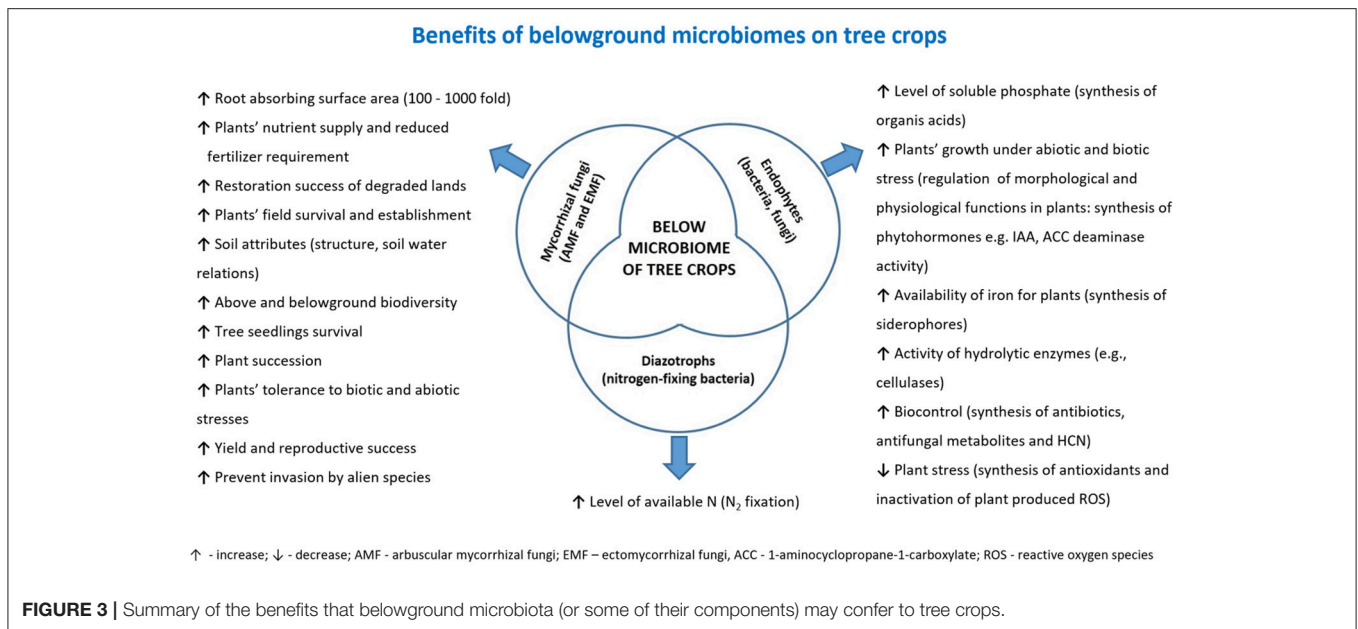 Benefits of belowground microbiomes on tree crops
↑ Root absorbing surface area (100 - 1000 fold)
↑ Plants' nutrient supply and reduced
fertilizer requirement
↑ Restoration success of degraded lands
↑ Plants' field survival and establishment
↑ Soil attributes (structure, soil water
relations)
↑ Above and belowground biodiversity
↑ Tree seedlings survival
↑ Plant succession
↑ Plants' tolerance to biotic and abiotic
stresses
↑ Yield and reproductive success
↑ Prevent invasion by alien species
Mycorrhizal fungi
(AMF and EMF)
BELOW
MICROBIOME
OF TREE CROPS
Endophytes
(bacteria, fungi)
Diazotrophs
(nitrogen-fixing bacteria)
↑ Level of available N (N₂ fixation)
↑ Level of soluble phosphate (synthesis of
organis acids)
↑ Plants' growth under abiotic and biotic
stress (regulation of morphological and
physiological functions in plants: synthesis of
phytohormones e.g. IAA, ACC deaminase
activity)
↑ Availability of iron for plants (synthesis of
siderophores)
↑ Activity of hydrolytic enzymes (e.g.,
cellulases)
↑ Biocontrol (synthesis of antibiotics,
antifungal metabolites and HCN)
↓ Plant stress (synthesis of antioxidants and
inactivation of plant produced ROS)
↑ - increase; ↓ - decrease; AMF - arbuscular mycorrhizal fungi; EMF – ectomycorrhizal fungi, ACC - 1-aminocyclopropane-1-carboxylate; ROS - reactive oxygen species
FIGURE 3 | Summary of the benefits that belowground microbiota (or some of their components) may confer to tree crops.